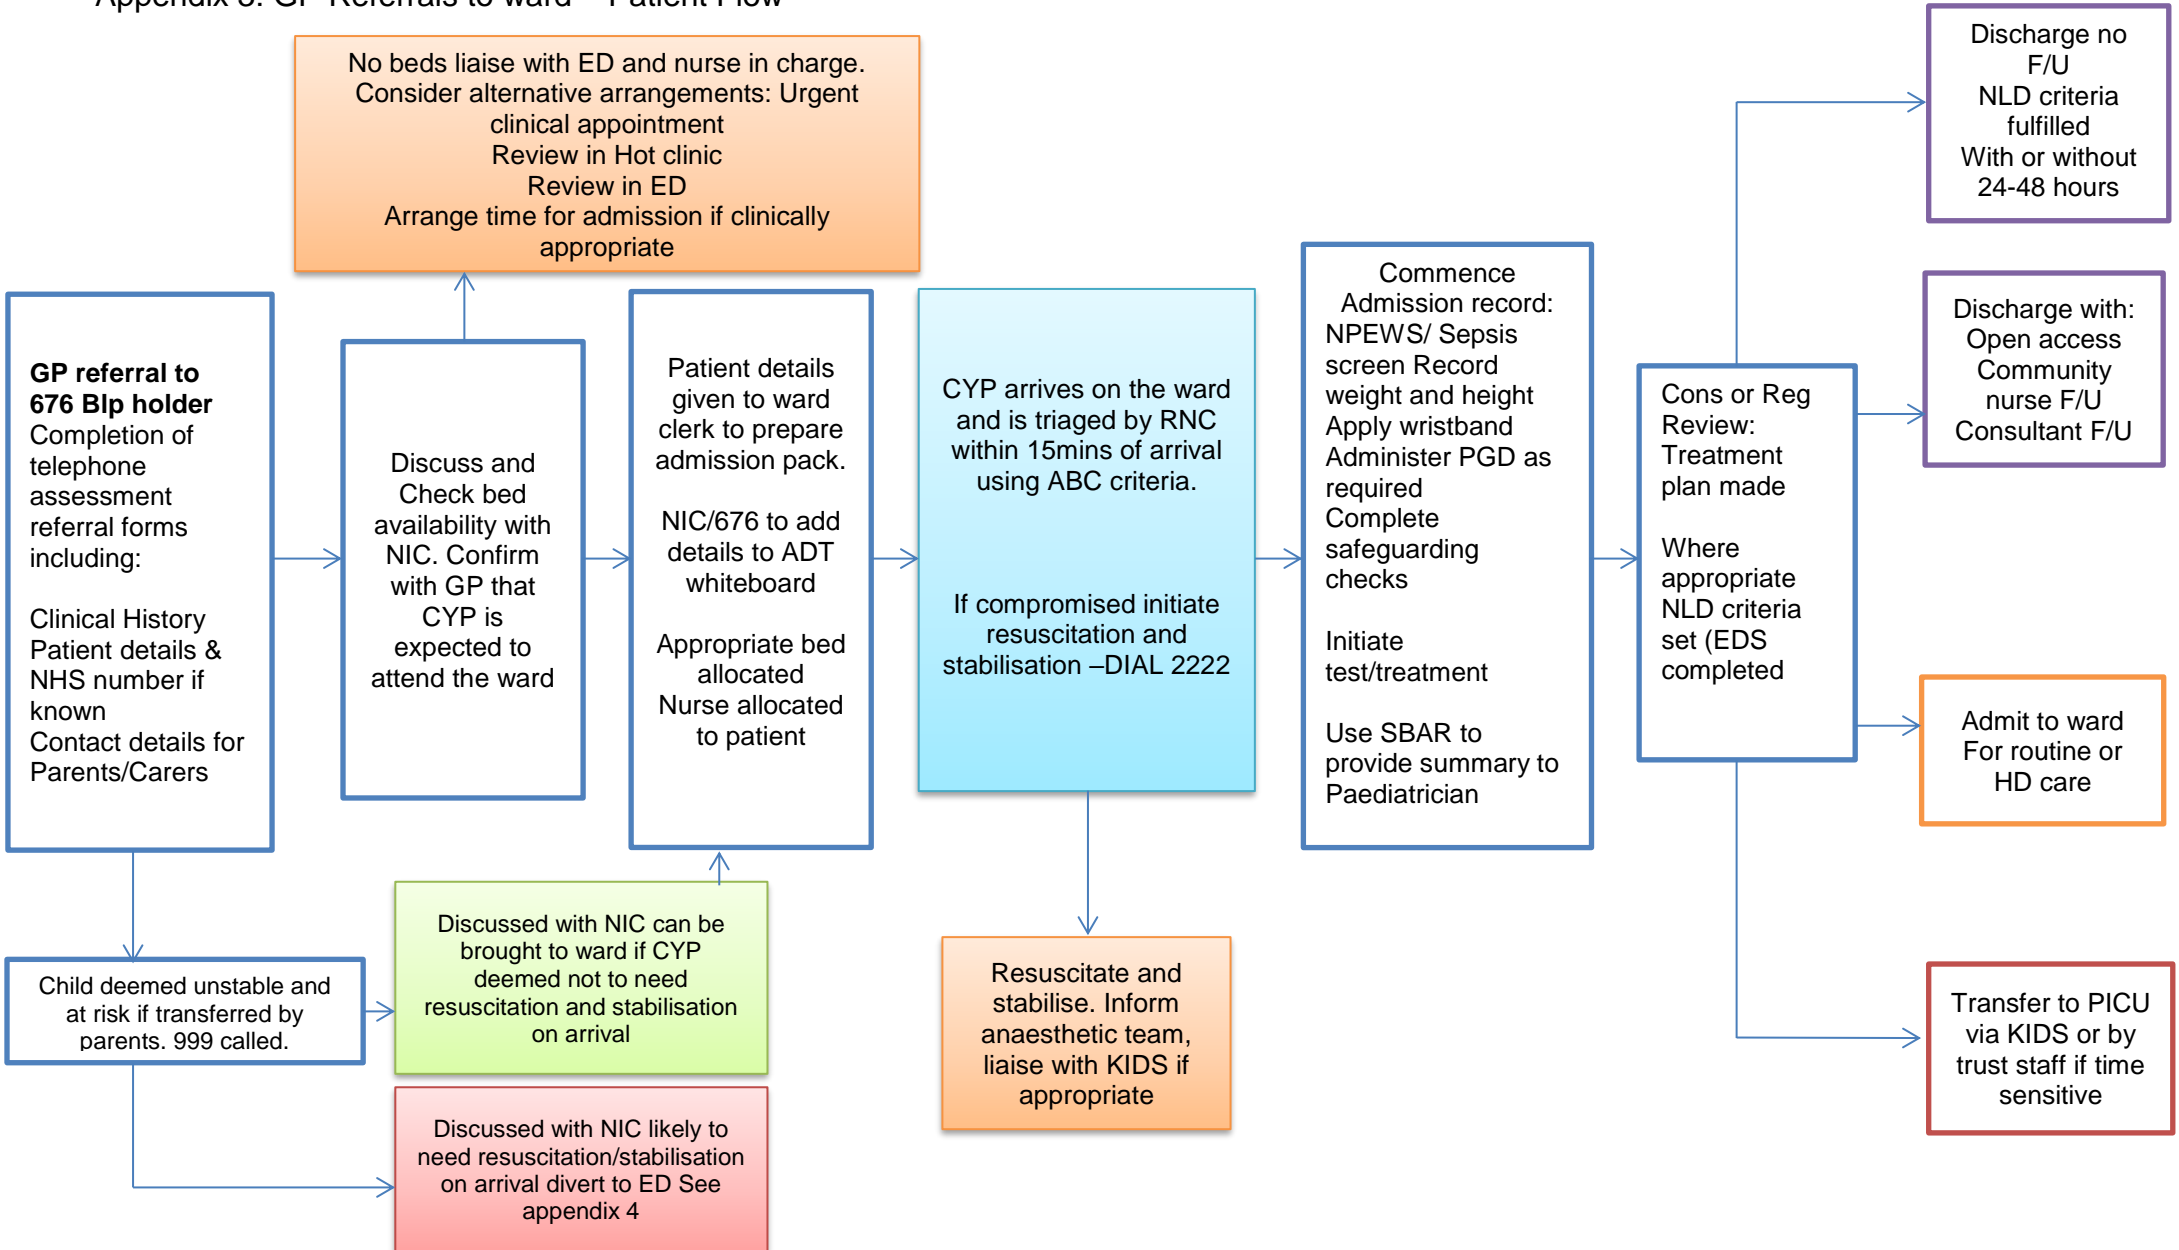 Appendix 3: GP Referrals to ward – Patient Flow
No beds liaise with ED and nurse in charge.
Consider alternative arrangements: Urgent
clinical appointment
Review in Hot clinic
Review in ED
Arrange time for admission if clinically
appropriate
GP referral to
676 Blp holder
Completion of
telephone
assessment
referral forms
including:
Clinical History
Patient details &
NHS number if
known
Contact details for
Parents/Carers
Discuss and
Check bed
availability with
NIC. Confirm
with GP that
CYP is
expected to
attend the ward
Patient details
given to ward
clerk to prepare
admission pack.
NIC/676 to add
details to ADT
whiteboard
Appropriate bed
allocated
Nurse allocated
to patient
CYP arrives on the ward
and is triaged by RNC
within 15mins of arrival
using ABC criteria.
If compromised initiate
resuscitation and
stabilisation –DIAL 2222
Commence
Admission record:
NPEWS/ Sepsis
screen Record
weight and height
Apply wristband
Administer PGD as
required
Complete
safeguarding
checks
Initiate
test/treatment
Use SBAR to
provide summary to
Paediatrician
Cons or Reg
Review:
Treatment
plan made
Where
appropriate
NLD criteria
set (EDS
completed
Discharge no
F/U
NLD criteria
fulfilled
With or without
24-48 hours
Discharge with:
Open access
Community
nurse F/U
Consultant F/U
Admit to ward
For routine or
HD care
Transfer to PICU
via KIDS or by
trust staff if time
sensitive
Child deemed unstable and
at risk if transferred by
parents. 999 called.
Discussed with NIC can be
brought to ward if CYP
deemed not to need
resuscitation and stabilisation
on arrival
Discussed with NIC likely to
need resuscitation/stabilisation
on arrival divert to ED See
appendix 4
Resuscitate and
stabilise. Inform
anaesthetic team,
liaise with KIDS if
appropriate